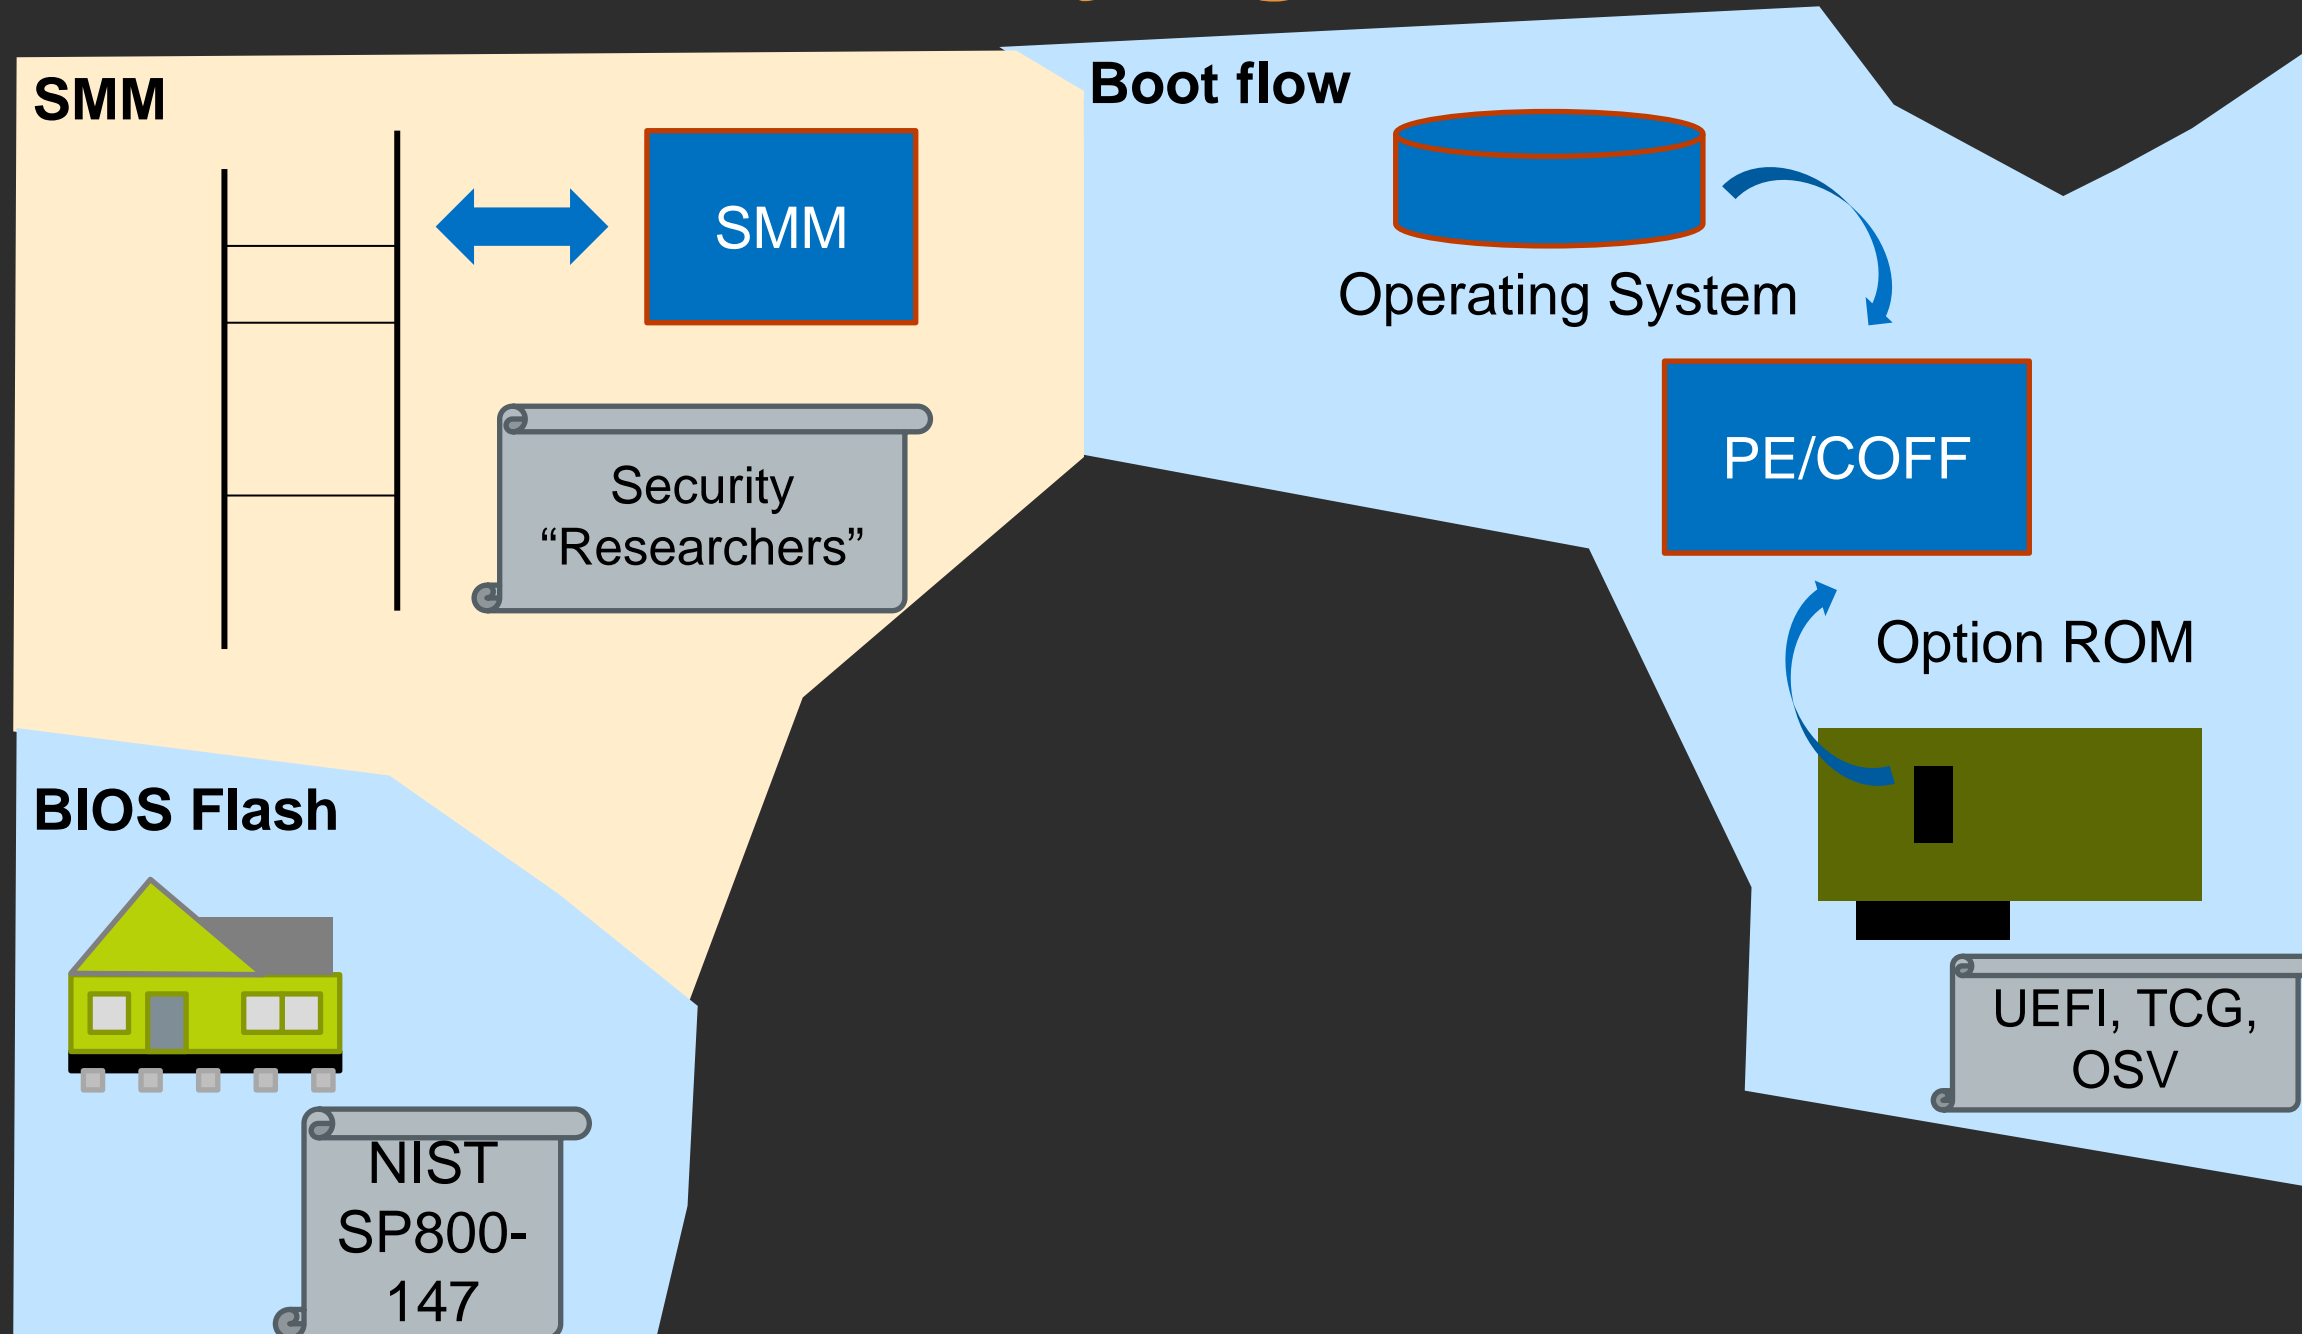 SMM
SMM
Security
“Researchers”
Boot flow
Operating System
PE/COFF
Option ROM
UEFI, TCG,
OSV
BIOS Flash
NIST
SP800-
147